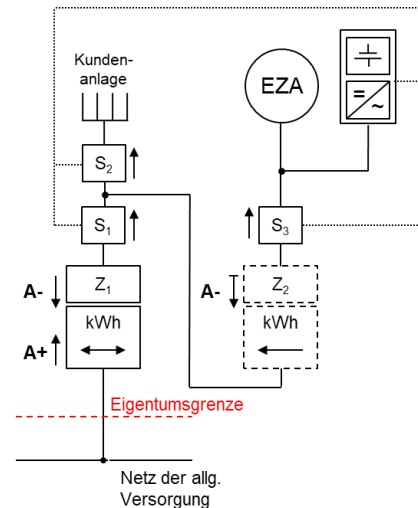 Kunden-
anlage
EZA
=
~
S₂
S₁
S₃
A-
Z₁
A-
Z₂
A+
kWh
kWh
Eigentumsgrenze
Netz der allg.
Versorgung